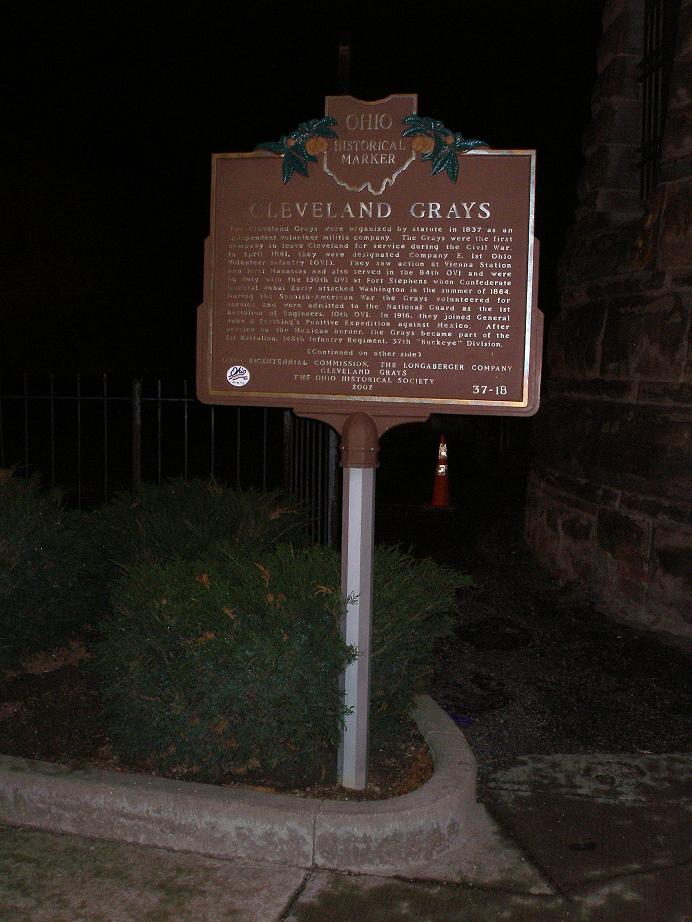 OHIO
HISTORICAL
MARKER
CLEVELAND GRAYS
The Cleveland Grays were organized by statute in 1837 as an
independent volunteer militia company. The Grays were the first
company to leave Cleveland for service during the Civil War.
In April 1861, they were designated Company E, 1st Ohio
Volunteer Infantry (OVI). They saw action at Vienna Station
and First Manassas and also served in the 84th OVI and were
on duty with the 150th OVI at Fort Stephens when Confederate
General Jubal Early attacked Washington in the summer of 1864.
During the Spanish-American War the Grays volunteered for
service and were admitted to the National Guard as the 1st
Battalion of Engineers, 10th OVI. In 1916, they joined General
John J. Pershing's Punitive Expedition against Mexico. After
service on the Mexican border, the Grays became part of the
1st Battalion, 148th Infantry Regiment, 37th "Buckeye" Division.
(Continued on other side)
OHIO BICENTENNIAL COMMISSION, THE LONGABERGER COMPANY
CLEVELAND GRAYS
THE OHIO HISTORICAL SOCIETY
2002
37-18
Ohio